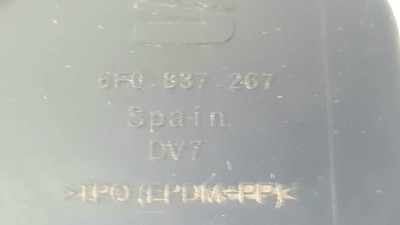 6F0.837.267
Spain
DV7
>TPO(EPDM+PP)<